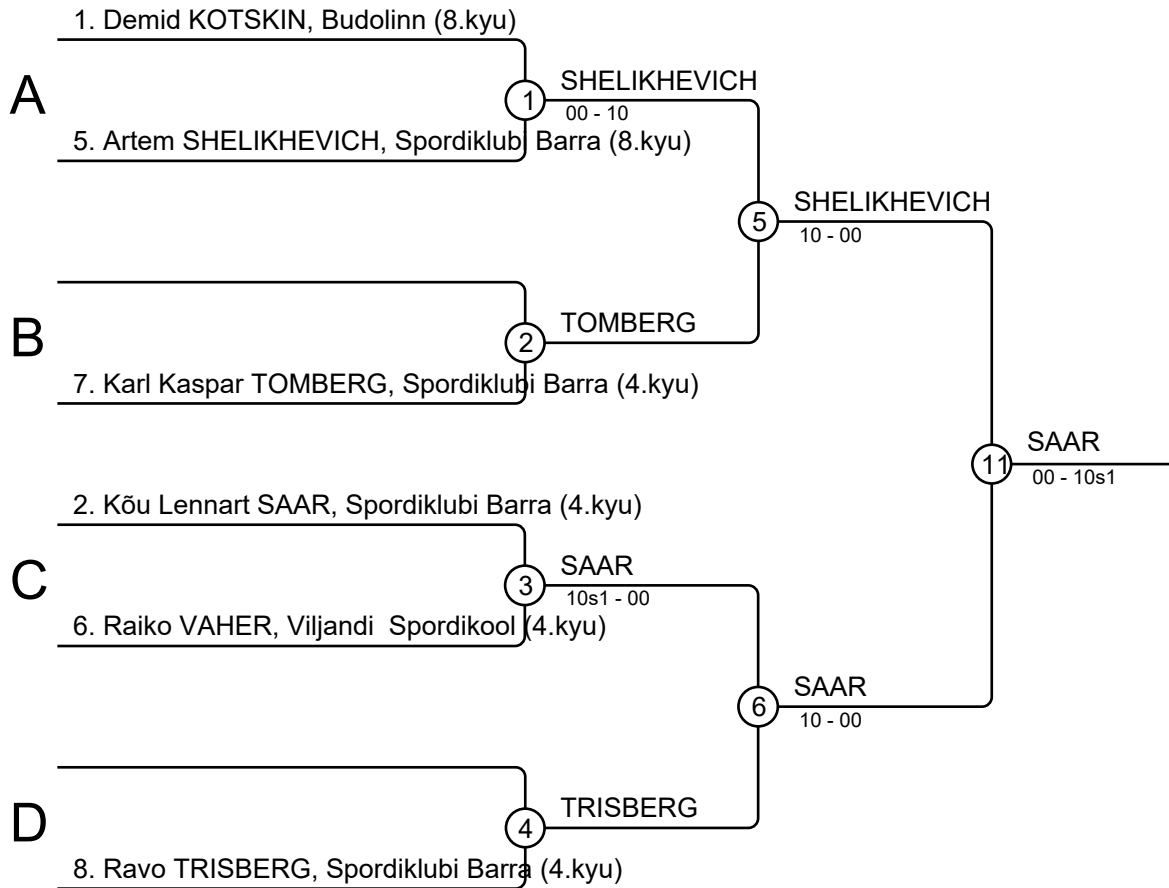 1. Demid KOTSKIN, Budolinn (8.kyu)
A
1
SHELIKHEVICH
00 - 10
5. Artem SHELIKHEVICH, Spordiklubi Barra (8.kyu)
5
SHELIKHEVICH
10 - 00
B
2
TOMBERG
7. Karl Kaspar TOMBERG, Spordiklubi Barra (4.kyu)
11
SAAR
00 - 10s1
2. Kõu Lennart SAAR, Spordiklubi Barra (4.kyu)
C
3
SAAR
10s1 - 00
6. Raiko VAHER, Viljandi  Spordikool (4.kyu)
6
SAAR
10 - 00
D
4
TRISBERG
8. Ravo TRISBERG, Spordiklubi Barra (4.kyu)